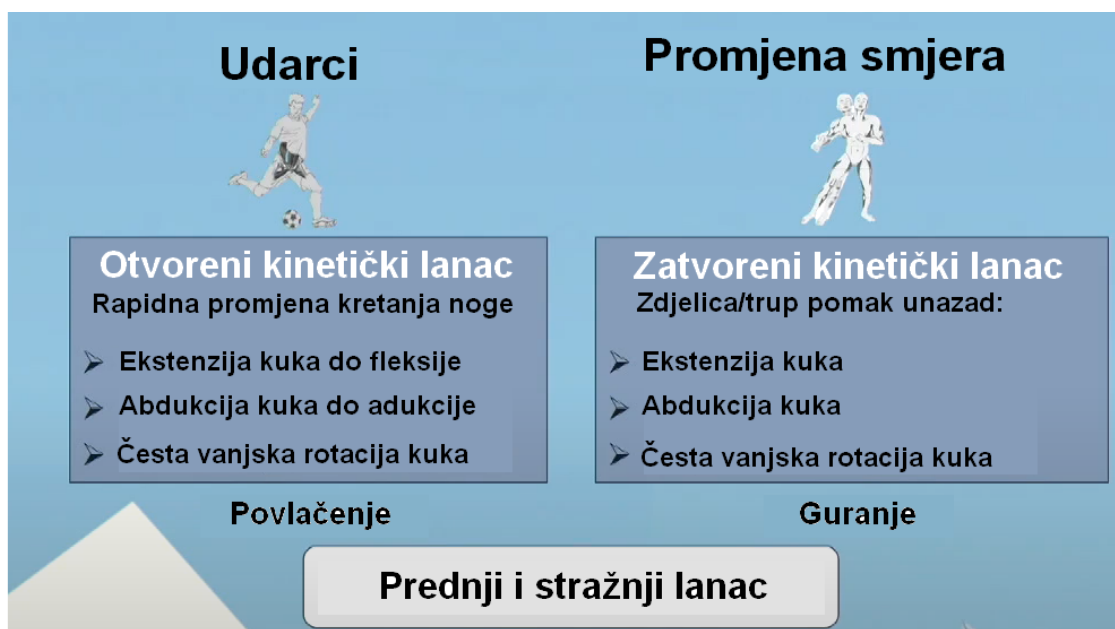 Udarci
Otvoreni kinetički lanac
Rapidna promjena kretanja noge
Ekstenzija kuka do fleksije
Abdukcija kuka do adukcije
Česta vanjska rotacija kuka
Povlačenje
Promjena smjera
Zatvoreni kinetički lanac
Zdjelica/trup pomak unazad:
Ekstenzija kuka
Abdukcija kuka
Česta vanjska rotacija kuka
Guranje
Prednji i stražnji lanac